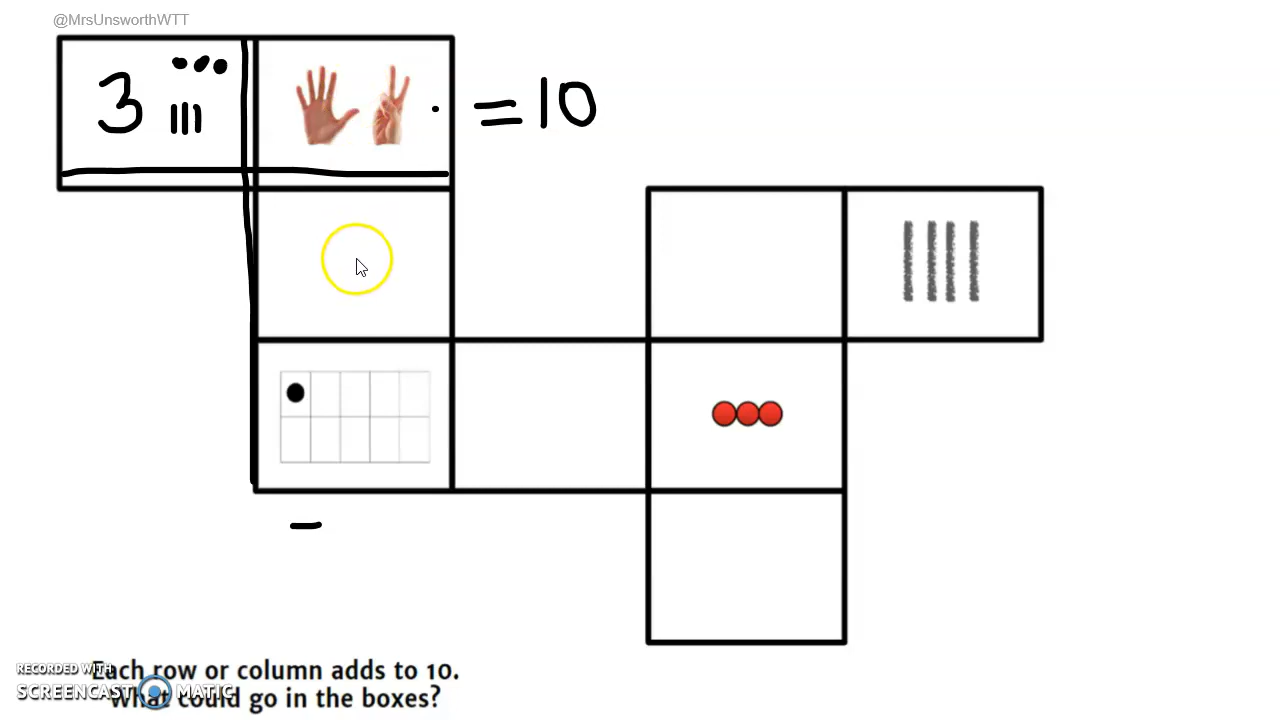 @MrsUnsworthWTT
3
= 10
Each row or column adds to 10.
What could go in the boxes?
RECORDED WITH
SCREENCAST MATIC